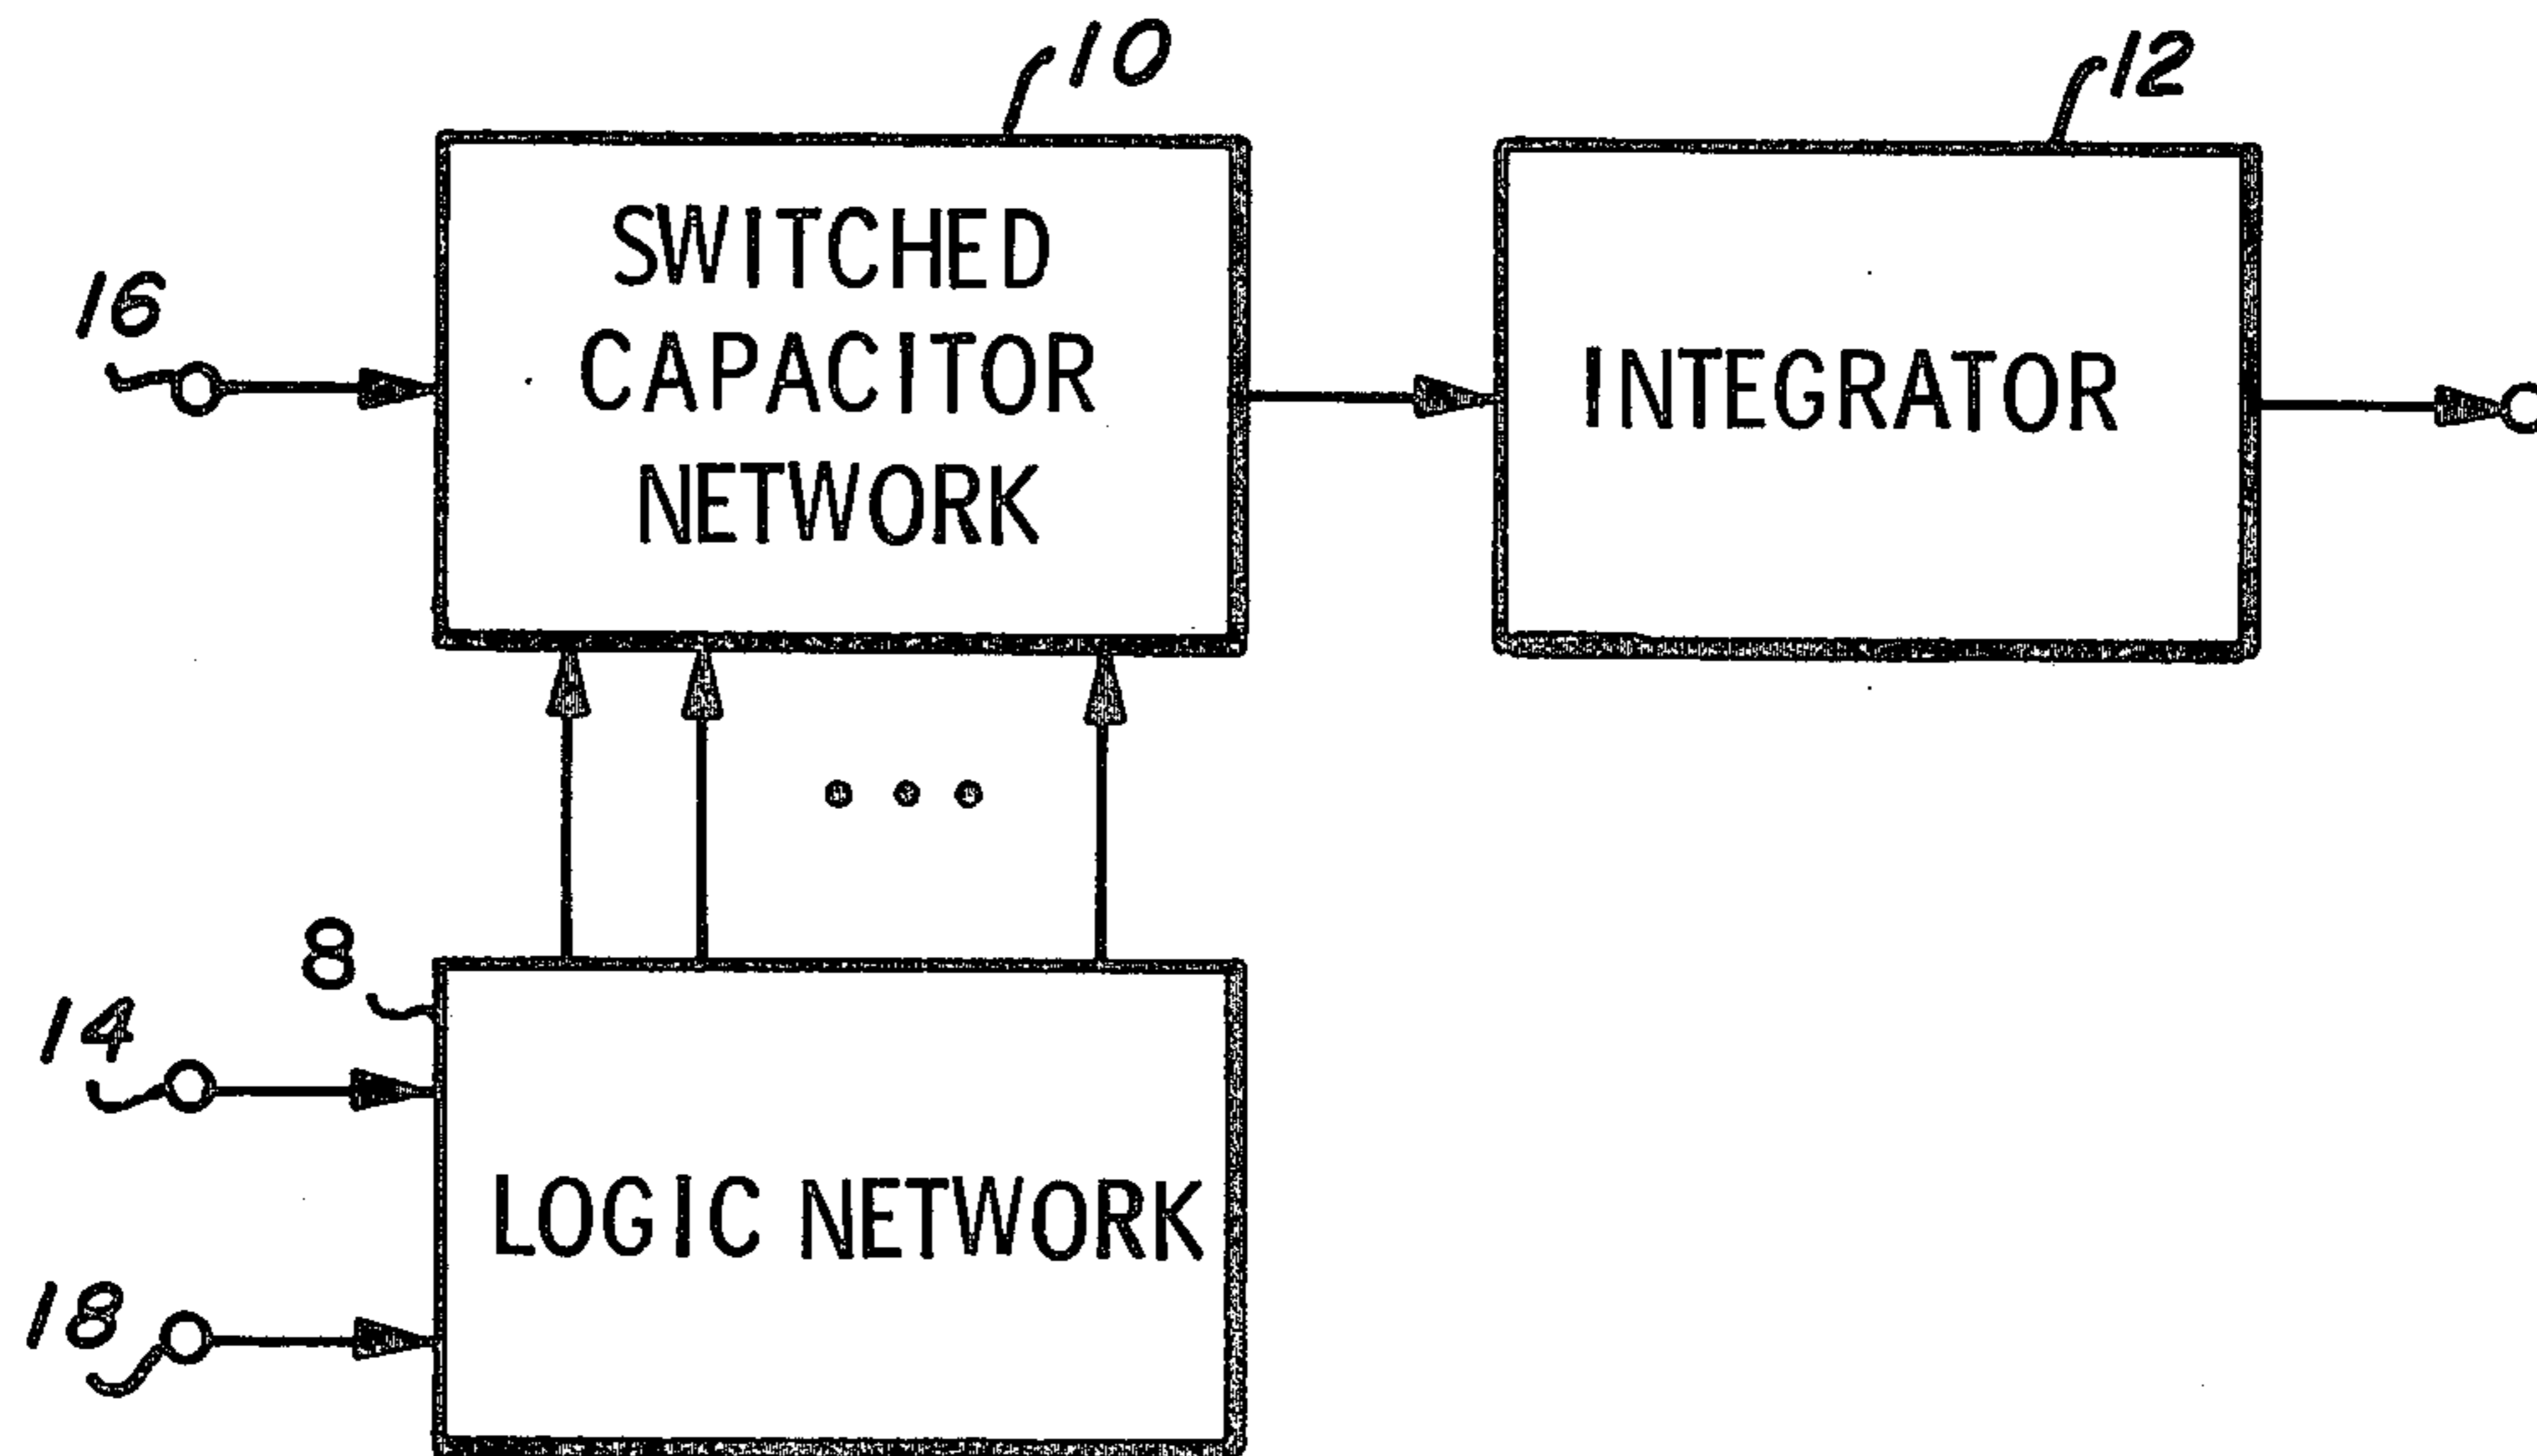 10
12
SWITCHED
CAPACITOR
NETWORK
16
INTEGRATOR
8
14
LOGIC NETWORK
18